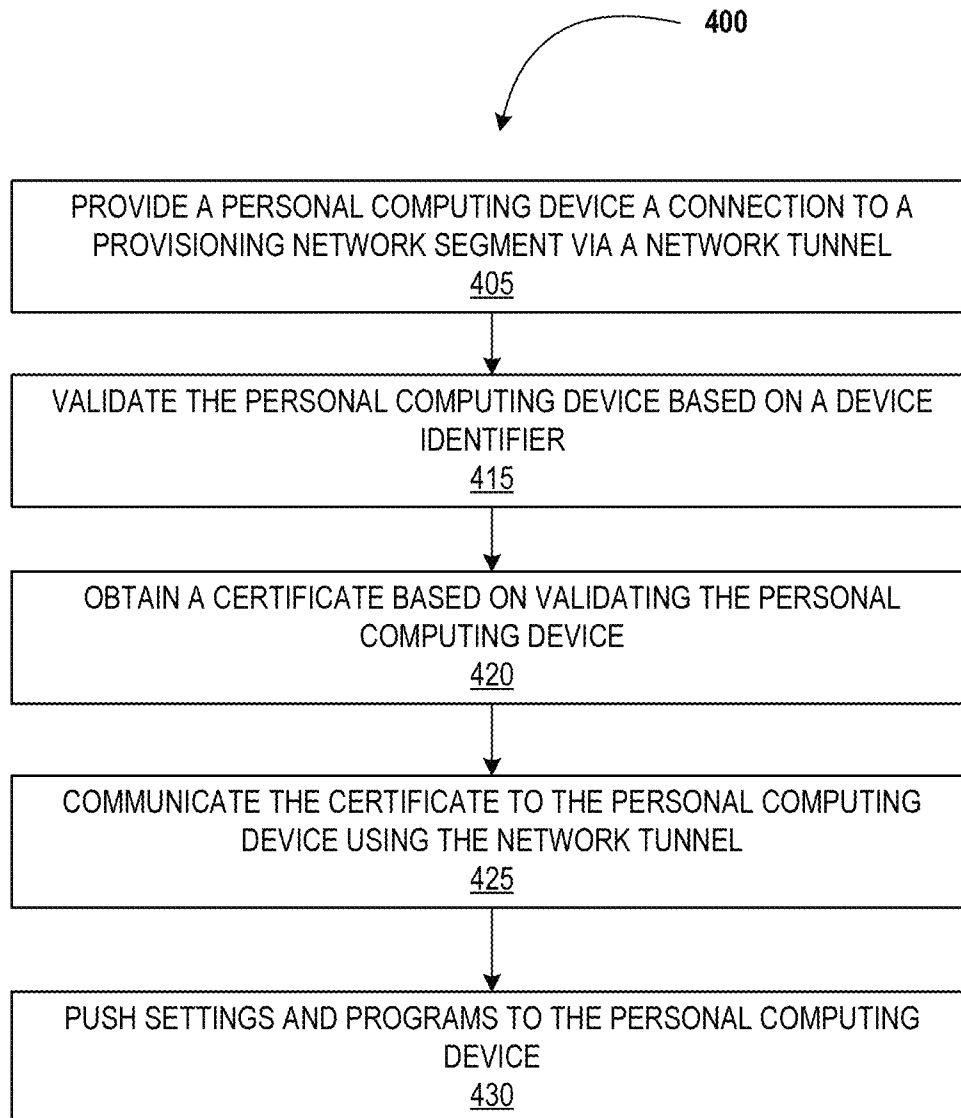 400
PROVIDE A PERSONAL COMPUTING DEVICE A CONNECTION TO A
PROVISIONING NETWORK SEGMENT VIA A NETWORK TUNNEL
405
VALIDATE THE PERSONAL COMPUTING DEVICE BASED ON A DEVICE
IDENTIFIER
415
OBTAIN A CERTIFICATE BASED ON VALIDATING THE PERSONAL
COMPUTING DEVICE
420
COMMUNICATE THE CERTIFICATE TO THE PERSONAL COMPUTING
DEVICE USING THE NETWORK TUNNEL
425
PUSH SETTINGS AND PROGRAMS TO THE PERSONAL COMPUTING
DEVICE
430